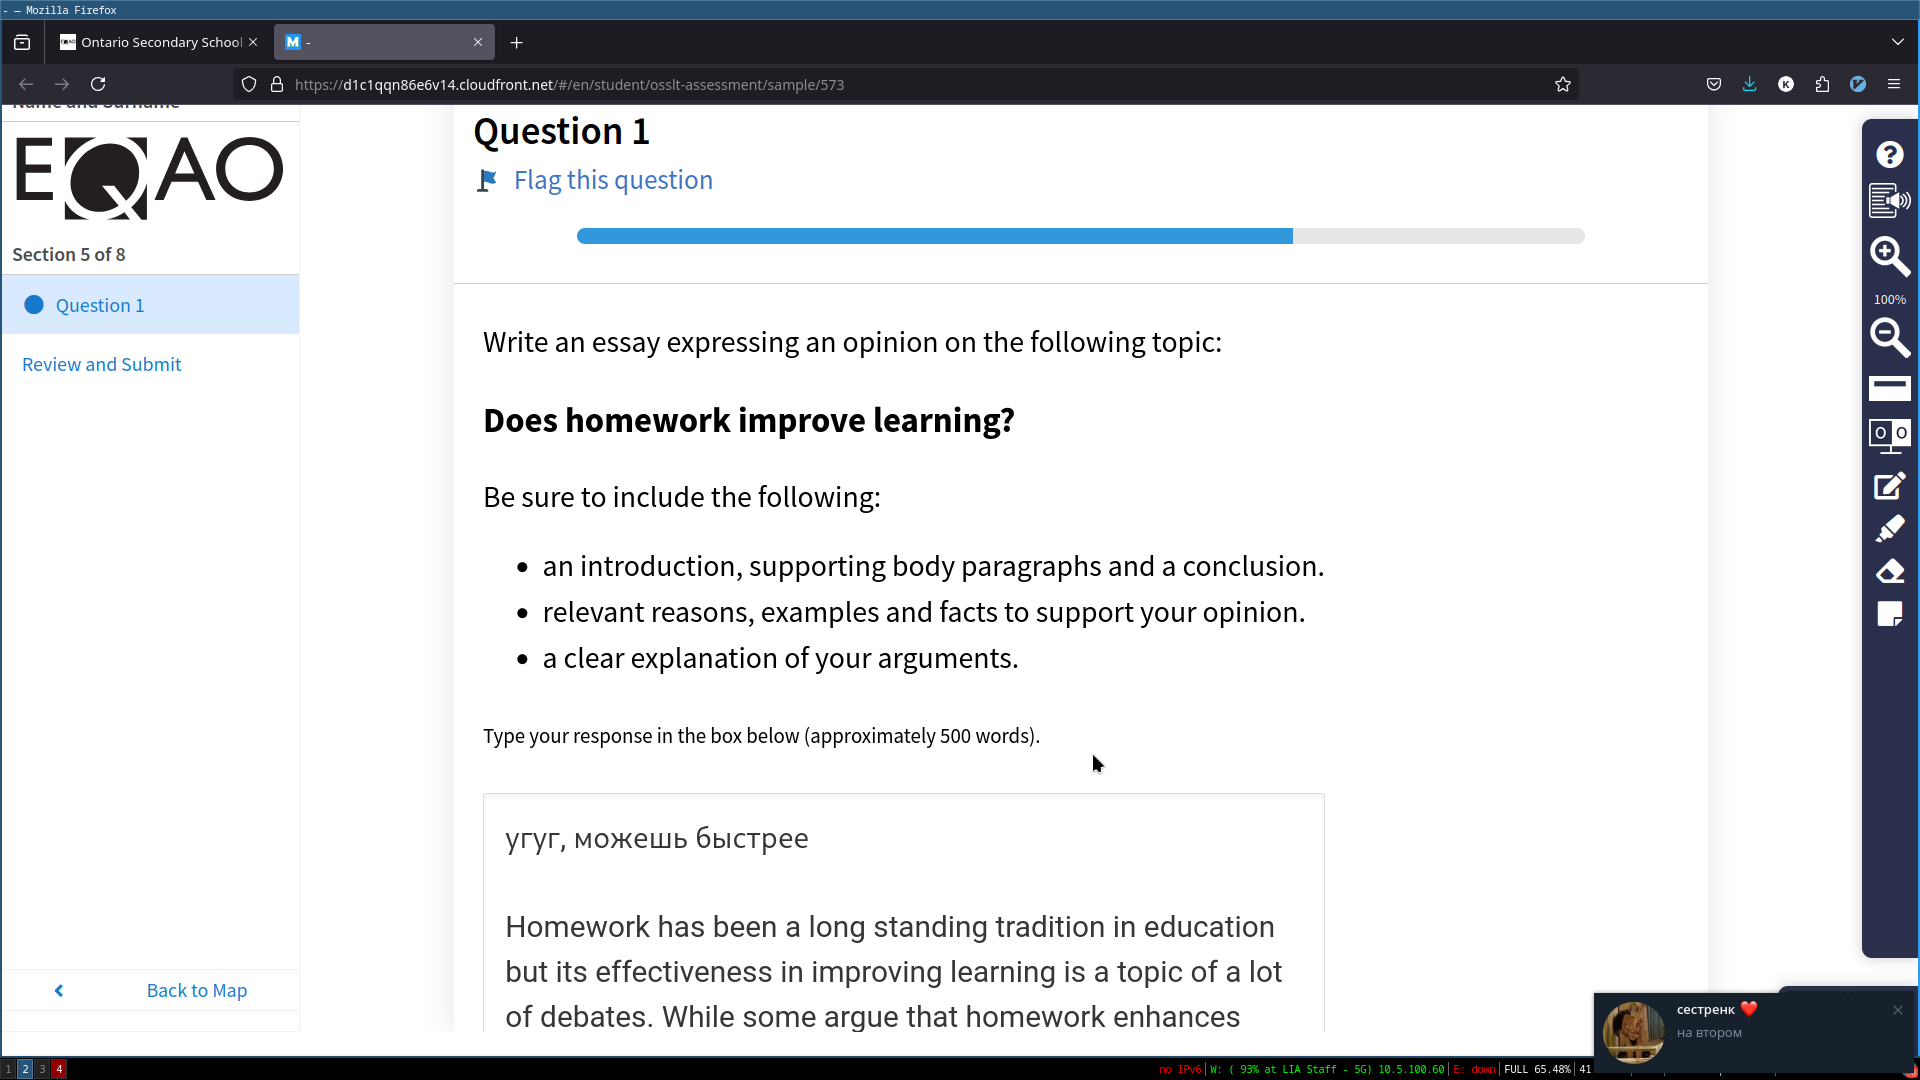 - — Mozilla Firefox
Ontario Secondary School
-
https://d1c1qqn86e6v14.cloudfront.net/#/en/student/osslt-assessment/sample/573
Name and Surname
EQAO
Section 5 of 8
Question 1
Review and Submit
Back to Map
Question 1
Flag this question
Write an essay expressing an opinion on the following topic:
Does homework improve learning?
Be sure to include the following:
• an introduction, supporting body paragraphs and a conclusion.
• relevant reasons, examples and facts to support your opinion.
• a clear explanation of your arguments.
Type your response in the box below (approximately 500 words).
угуг, можешь быстрее
Homework has been a long standing tradition in education
but its effectiveness in improving learning is a topic of a lot
of debates. While some argue that homework enhances
100%
сестренк ❤️
на втором
1 2 3 4
no IPv6|W: ( 93% at LIA Staff - 5G) 10.5.100.60|E: down|FULL 65.48%|41